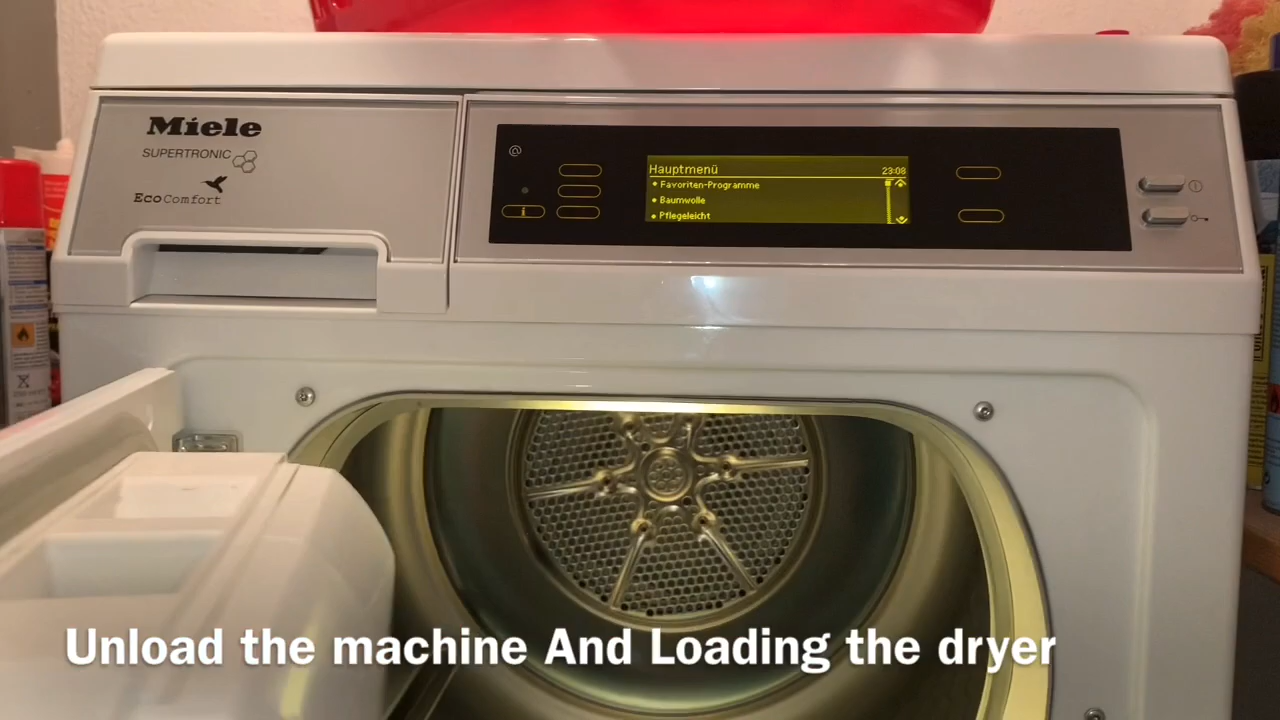 Miele
SUPERTRONIC
EcoComfort
@
i
Hauptmenü 23:08
• Favoriten-Programme
• Baumwolle
• Pflegeleicht
Unload the machine And Loading the dryer